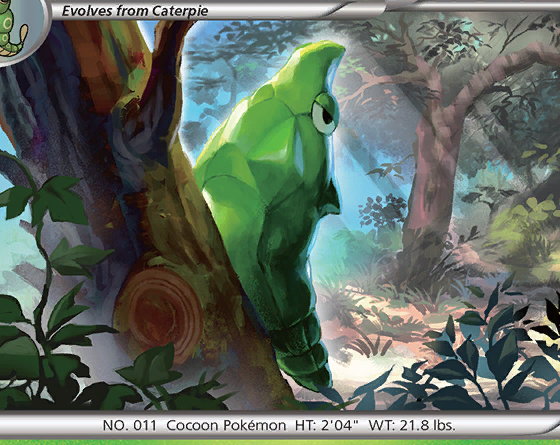 Evolves from Caterpie
NO. 011 Cocoon Pokémon HT: 2'04" WT: 21.8 lbs.